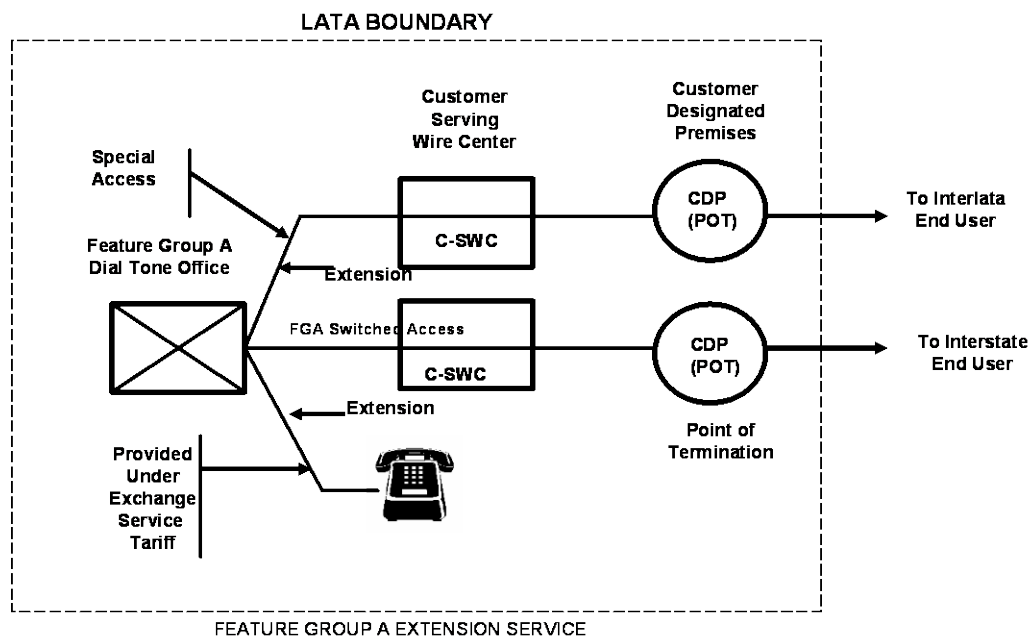 LATA BOUNDARY
Customer
Serving
Wire Center
Customer
Designated
Premises
Special
Access
CDP
(POT)
To Interlata
End User
C-SWC
Feature Group A
Dial Tone Office
Extension
FGA Switched Access
CDP
(POT)
To Interstate
End User
C-SWC
Extension
Point of
Termination
Provided
Under
Exchange
Service
Tariff
FEATURE GROUP A EXTENSION SERVICE